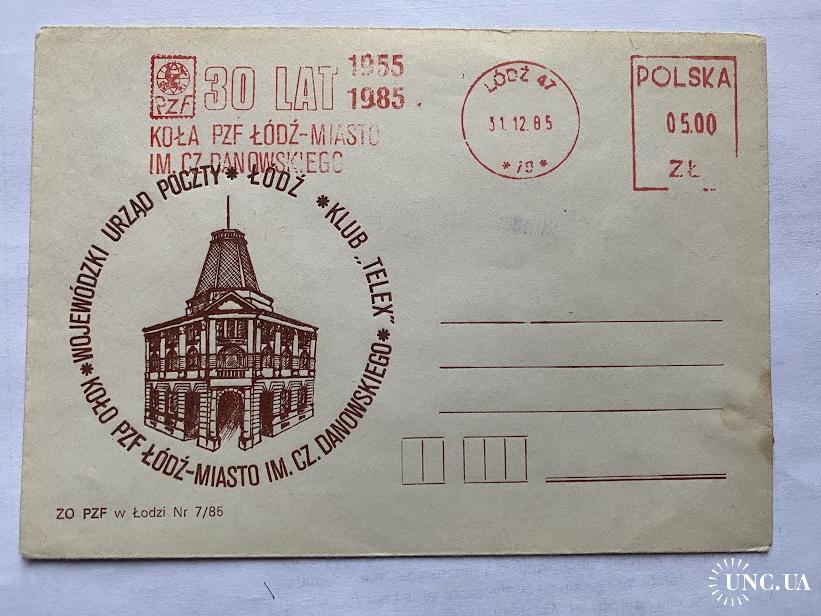 PZF
30 LAT 1955
1985
KOŁA PZF ŁÓDŹ-MIASTO
IM. CZ. DANOWSKIEGO
ŁÓDŹ 47
31.12.85
POLSKA
05.00
ZŁ
* WOJEWÓDZKI URZĄD POCZTY * ŁÓDŹ * KLUB „TELEX" *
KOŁO PZF ŁÓDŹ-MIASTO IM. CZ. DANOWSKIEGO
ZO PZF w Łodzi Nr 7/85
UNC.UA